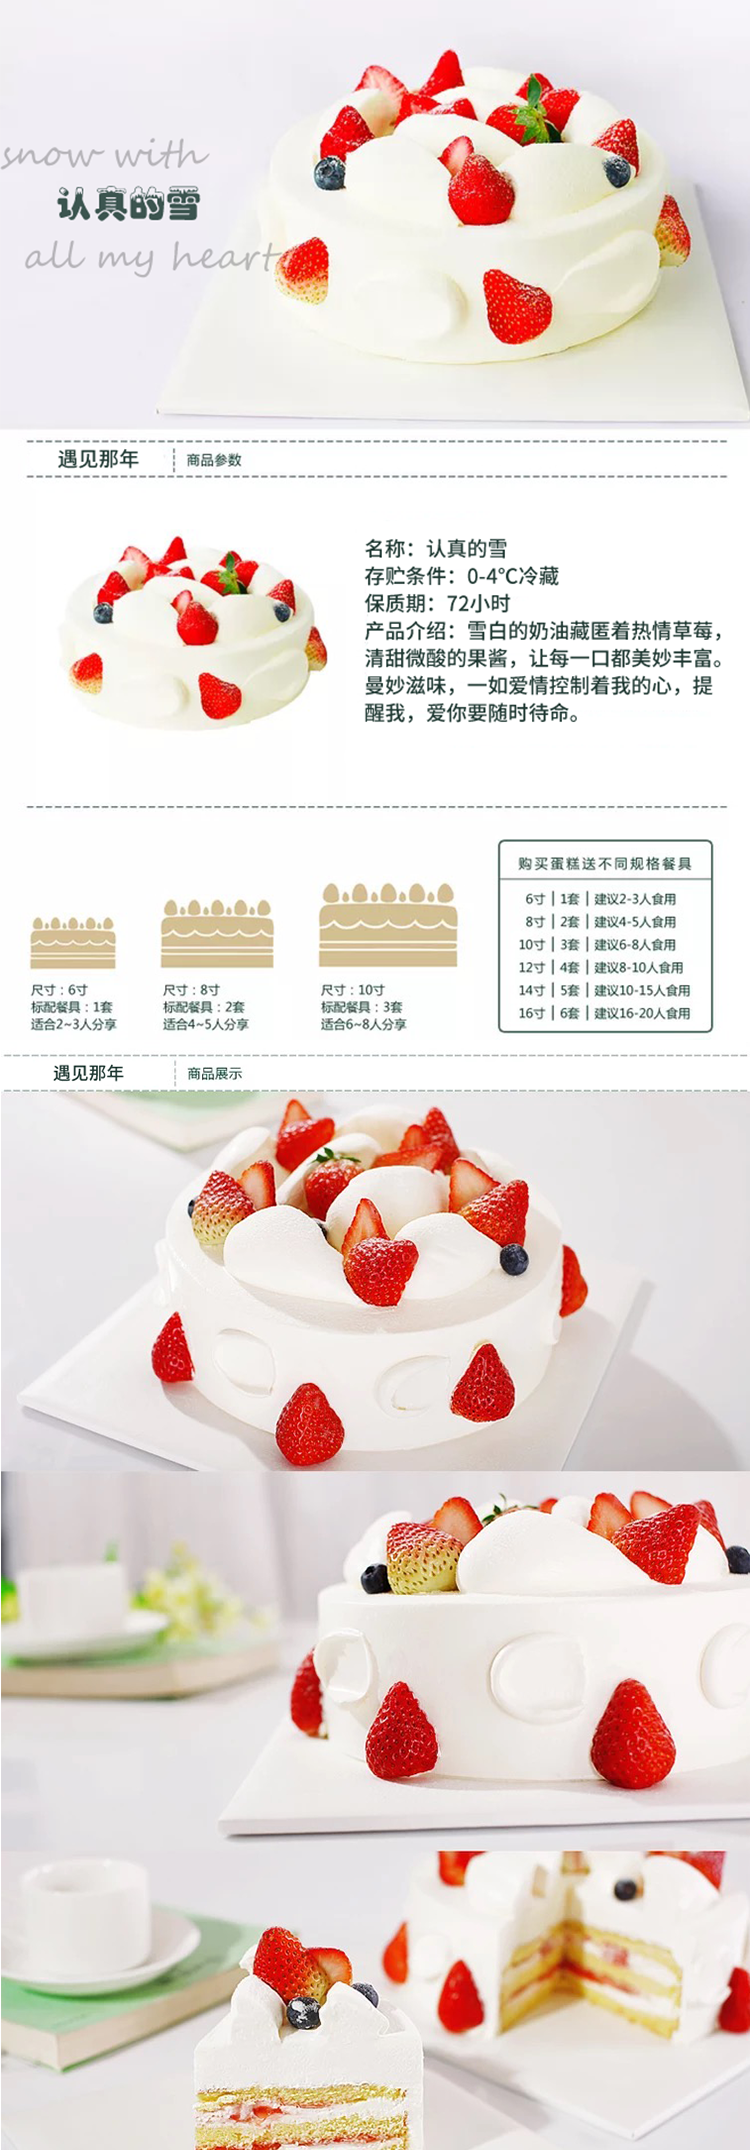 snow with
认真的雪
all my heart
遇见那年
商品参数
名称：认真的雪
存贮条件：0-4℃冷藏
保质期：72小时
产品介绍：雪白的奶油藏匿着热情草莓，
清甜微酸的果酱，让每一口都美妙丰富。
曼妙滋味，一如爱情控制着我的心，提
醒我，爱你要随时待命。
尺寸：6寸
标配餐具：1套
适合2~3人分享
尺寸：8寸
标配餐具：2套
适合4~5人分享
尺寸：10寸
标配餐具：3套
适合6~8人分享
购买蛋糕送不同规格餐具
6寸 | 1套 | 建议2-3人食用
8寸 | 2套 | 建议4-5人食用
10寸 | 3套 | 建议6-8人食用
12寸 | 4套 | 建议8-10人食用
14寸 | 5套 | 建议10-15人食用
16寸 | 6套 | 建议16-20人食用
遇见那年
商品展示